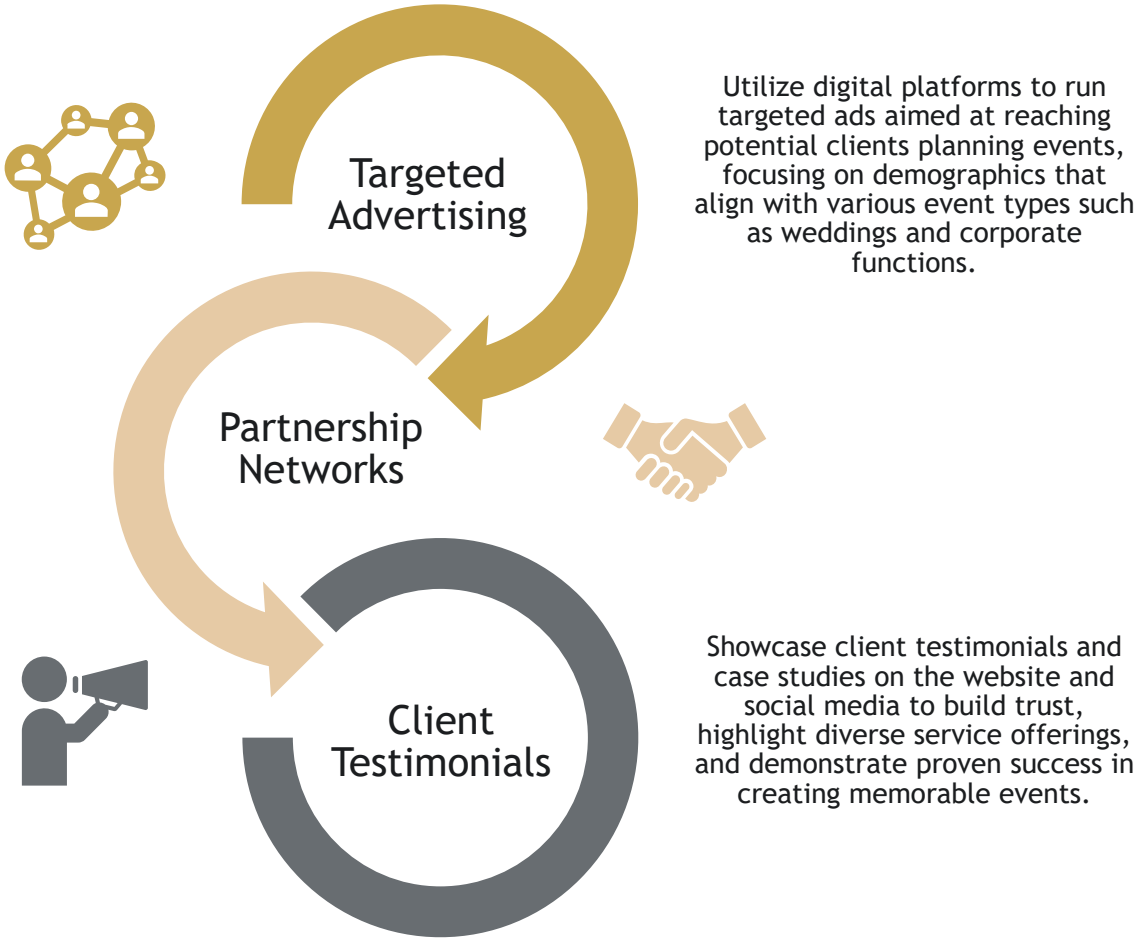 Targeted
Advertising
Utilize digital platforms to run
targeted ads aimed at reaching
potential clients planning events,
focusing on demographics that
align with various event types such
as weddings and corporate
functions.
Partnership
Networks
Client
Testimonials
Showcase client testimonials and
case studies on the website and
social media to build trust,
highlight diverse service offerings,
and demonstrate proven success in
creating memorable events.